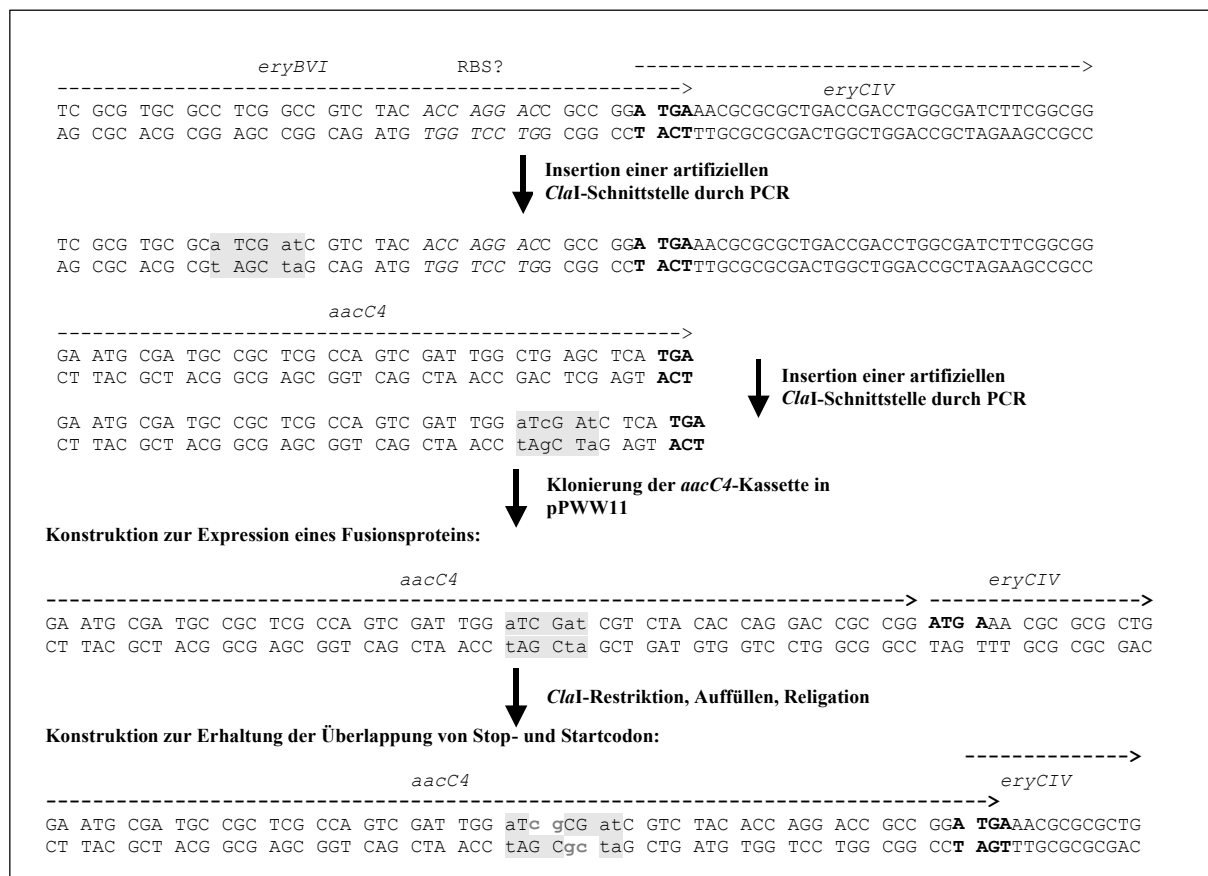 eryBVI RBS? ---------------------------------------->
------------------------------------------------------->
eryCIV
TC GCG TGC GCC TCG GCC GTC TAC ACC AGG ACC GCC GGA TGAAACGCGCGCTGACCGACCTGGCGATCTTCGGCGG
AG CGC ACG CGG AGC CGG CAG ATG TGG TCC TGG CGG CCT ACTTTGCGCGCGACTGGCTGGACCGCTAGAAGCCGCC
Insertion einer artifiziellen
ClaI-Schnittstelle durch PCR
TC GCG TGC GCa TCG atC GTC TAC ACC AGG ACC GCC GGA TGAAACGCGCGCTGACCGACCTGGCGATCTTCGGCGG
AG CGC ACG CGt AGC taG CAG ATG TGG TCC TGG CGG CCT ACTTTGCGCGCGACTGGCTGGACCGCTAGAAGCCGCC
aacC4
------------------------------------------------------->
GA ATG CGA TGC CGC TCG CCA GTC GAT TGG CTG AGC TCA TGA
CT TAC GCT ACG GCG AGC GGT CAG CTA ACC GAC TCG AGT ACT
Insertion einer artifiziellen
ClaI-Schnittstelle durch PCR
GA ATG CGA TGC CGC TCG CCA GTC GAT TGG aTcG AtC TCA TGA
CT TAC GCT ACG GCG AGC GGT CAG CTA ACC tAgC TaG AGT ACT
Klonierung der aacC4-Kassette in
pPWW11
Konstruktion zur Expression eines Fusionsproteins:
aacC4 eryCIV
-----------------------------------------------------------------------> ------------------>
GA ATG CGA TGC CGC TCG CCA GTC GAT TGG aTC Gat CGT CTA CAC CAG GAC CGC CGG ATG AAA CGC GCG CTG
CT TAC GCT ACG GCG AGC GGT CAG CTA ACC tAG Cta GCT GAT GTG GTC CTG GCG GCC TAG TTT GCG CGC GAC
ClaI-Restriktion, Auffüllen, Religation
Konstruktion zur Erhaltung der Überlappung von Stop- und Startcodon:
--------------->
aacC4 eryCIV
------------------------------------------------------------------------------->
GA ATG CGA TGC CGC TCG CCA GTC GAT TGG aTc gCG atC GTC TAC ACC AGG ACC GCC GGA TGAAACGCGCGCTG
CT TAC GCT ACG GCG AGC GGT CAG CTA ACC tAGCgc taG CTG ATG TGG TCC TGG CGG CCT AGTTTGCGCGCGAC